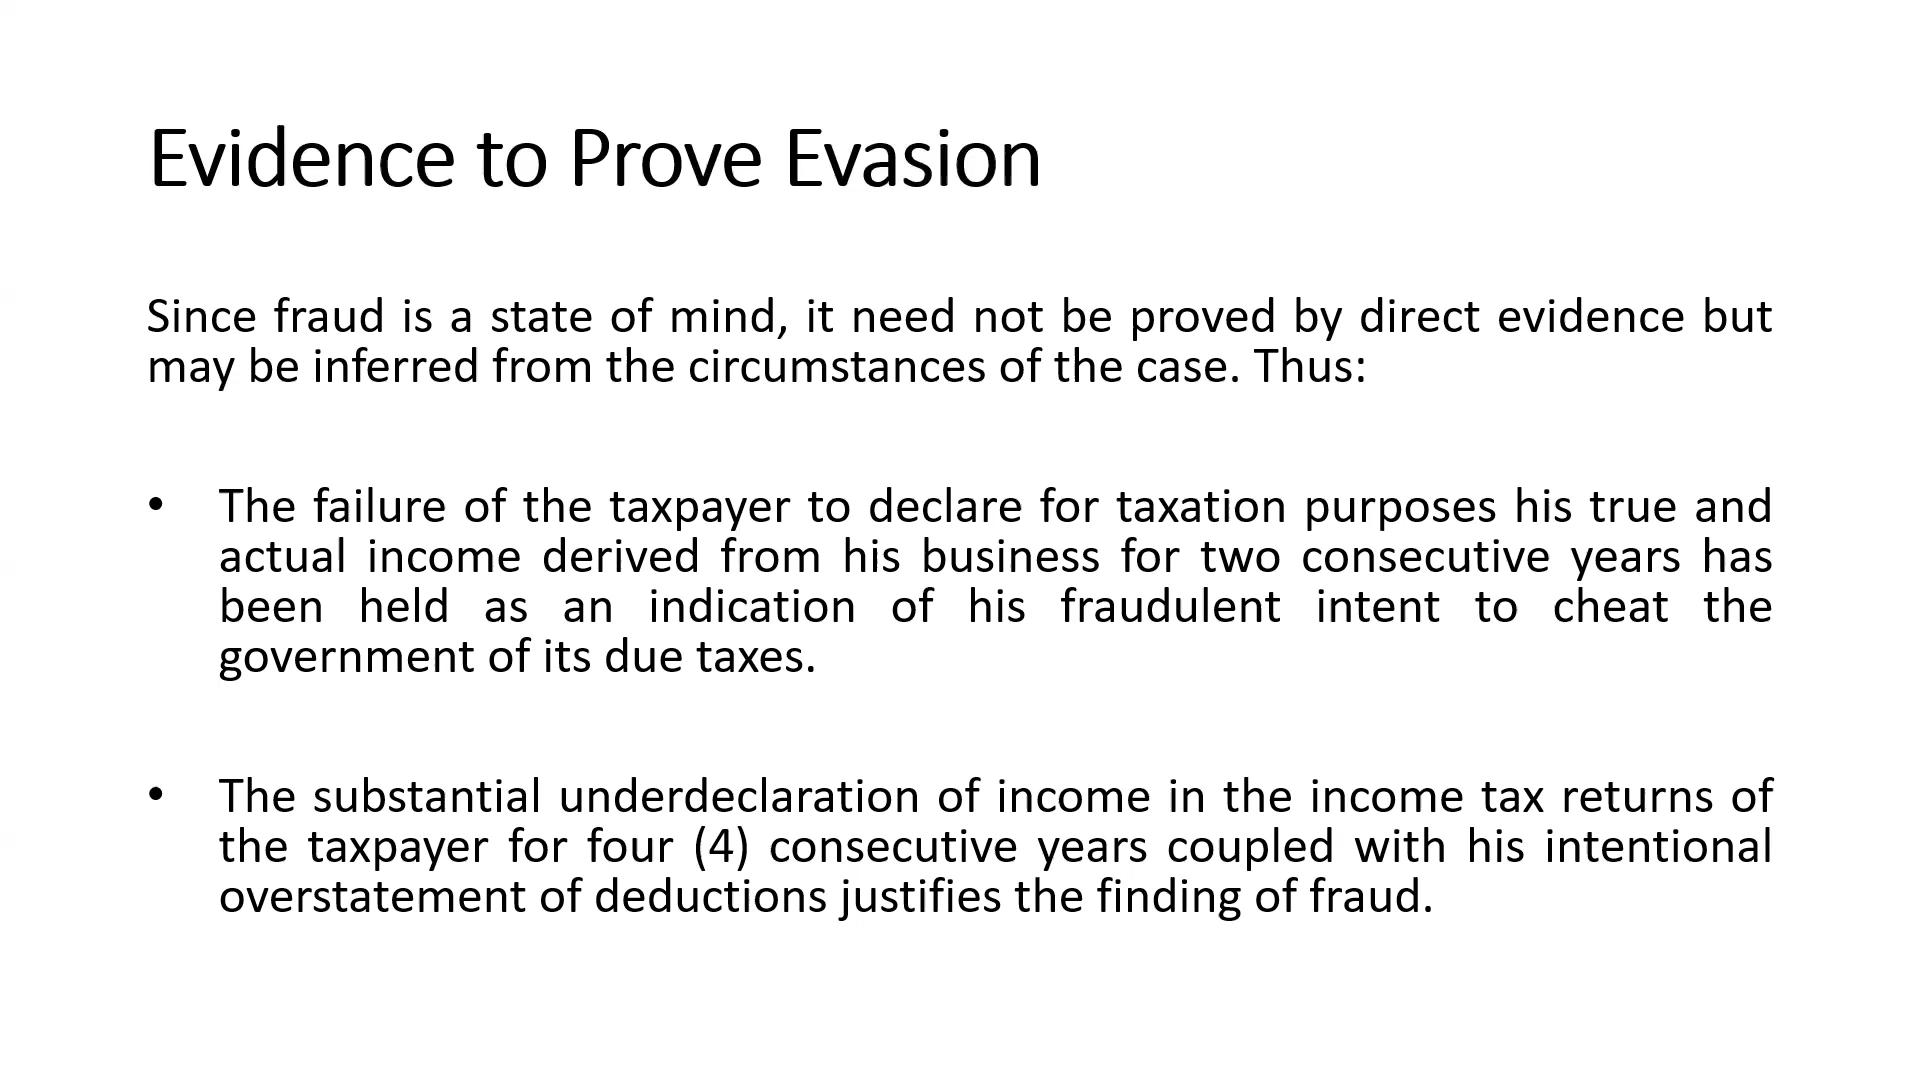 Evidence to Prove Evasion
Since fraud is a state of mind, it need not be proved by direct evidence but
may be inferred from the circumstances of the case. Thus:
• The failure of the taxpayer to declare for taxation purposes his true and
actual income derived from his business for two consecutive years has
been held as an indication of his fraudulent intent to cheat the
government of its due taxes.
• The substantial underdeclaration of income in the income tax returns of
the taxpayer for four (4) consecutive years coupled with his intentional
overstatement of deductions justifies the finding of fraud.